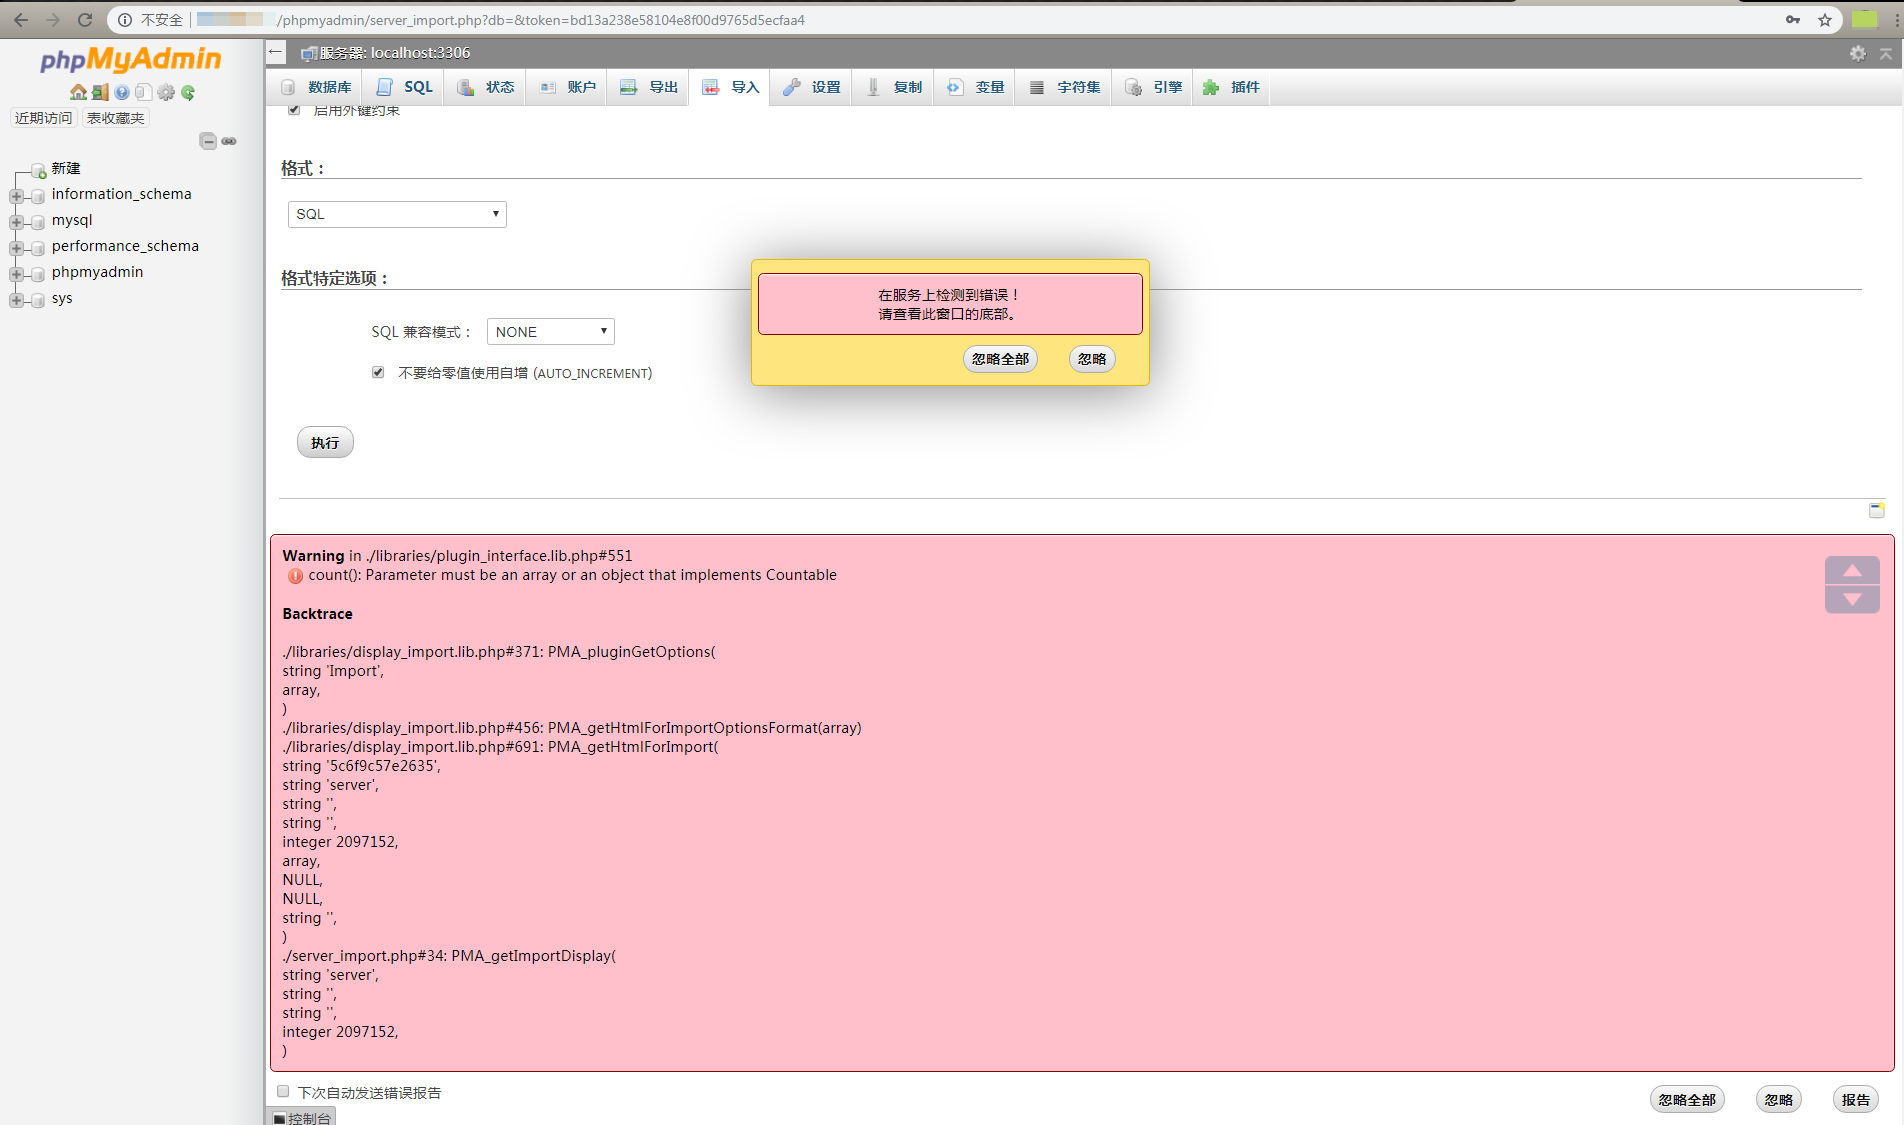 不安全
/phpmyadmin/server_import.php?db=&token=bd13a238e58104e8f00d9765d5ecfaa4
phpMyAdmin
近期访问 表收藏夹
新建
information_schema
mysql
performance_schema
phpmyadmin
sys
服务器: localhost:3306
数据库 SQL 状态 账户 导出 导入 设置 复制 变量 字符集 引擎 插件
启用外键约束
格式：
SQL
格式特定选项：
SQL 兼容模式： NONE
不要给零值使用自增 (AUTO_INCREMENT)
执行
在服务上检测到错误！
请查看此窗口的底部。
忽略全部 忽略
Warning in ./libraries/plugin_interface.lib.php#551
count(): Parameter must be an array or an object that implements Countable
Backtrace
./libraries/display_import.lib.php#371: PMA_pluginGetOptions(
string 'Import',
array,
)
./libraries/display_import.lib.php#456: PMA_getHtmlForImportOptionsFormat(array)
./libraries/display_import.lib.php#691: PMA_getHtmlForImport(
string '5c6f9c57e2635',
string 'server',
string '',
string '',
integer 2097152,
array,
NULL,
NULL,
string '',
)
./server_import.php#34: PMA_getImportDisplay(
string 'server',
string '',
string '',
integer 2097152,
)
下次自动发送错误报告
忽略全部 忽略 报告
控制台